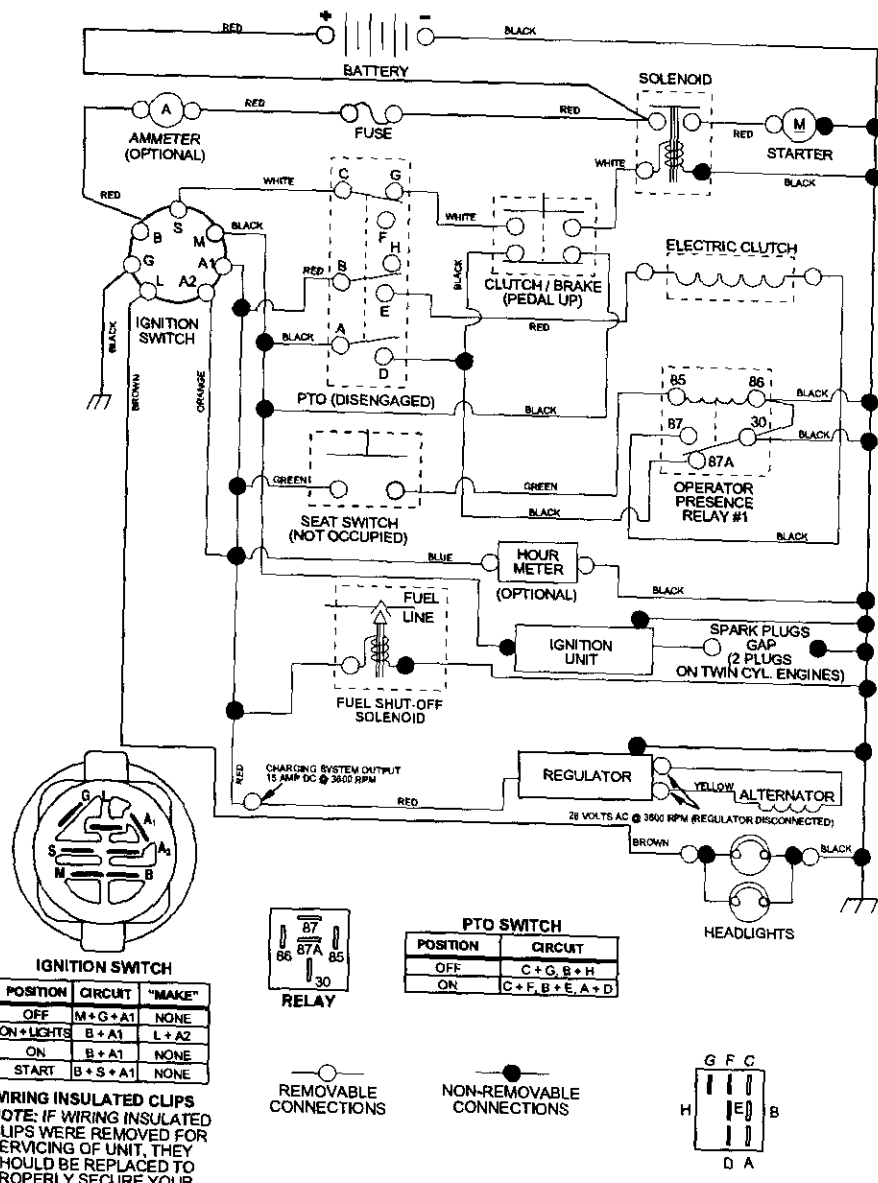 + −
RED
BLACK
BATTERY
SOLENOID
A
RED
RED
AMMETER
(OPTIONAL)
FUSE
RED
M
STARTER
WHITE
BLACK
RED
WHITE
C G
S
B
M
BLACK
F
WHITE
G
A1
H
ELECTRIC CLUTCH
L
A2
RED
B
BLACK
CLUTCH / BRAKE
(PEDAL UP)
IGNITION
SWITCH
E
RED
BLACK
BLACK
A
D
BROWN
ORANGE
PTO (DISENGAGED)
BLACK
85 86
BLACK
87 30
BLACK
87A
GREEN
GREEN
OPERATOR
PRESENCE
RELAY #1
SEAT SWITCH
(NOT OCCUPIED)
BLACK
BLACK
BLUE
HOUR
METER
(OPTIONAL)
BLACK
FUEL
LINE
IGNITION
UNIT
SPARK PLUGS
GAP
(2 PLUGS
ON TWIN CYL. ENGINES)
FUEL SHUT-OFF
SOLENOID
RED
CHARGING SYSTEM OUTPUT
15 AMP DC @ 3600 RPM
RED
REGULATOR
YELLOW
ALTERNATOR
28 VOLTS AC @ 3600 RPM (REGULATOR DISCONNECTED)
BROWN
BLACK
HEADLIGHTS
G L
A1
S
A2
M
B
IGNITION SWITCH
POSITION CIRCUIT "MAKE"
OFF M+G+A1 NONE
ON+LIGHTS B+A1 L+A2
ON B+A1 NONE
START B+S+A1 NONE
87
86 87A 85
30
RELAY
PTO SWITCH
POSITION CIRCUIT
OFF C+G, B+H
ON C+F, B+E, A+D
REMOVABLE
CONNECTIONS
NON-REMOVABLE
CONNECTIONS
G F C
H E B
D A
WIRING INSULATED CLIPS
NOTE: IF WIRING INSULATED
CLIPS WERE REMOVED FOR
SERVICING OF UNIT, THEY
SHOULD BE REPLACED TO
PROPERLY SECURE YOUR